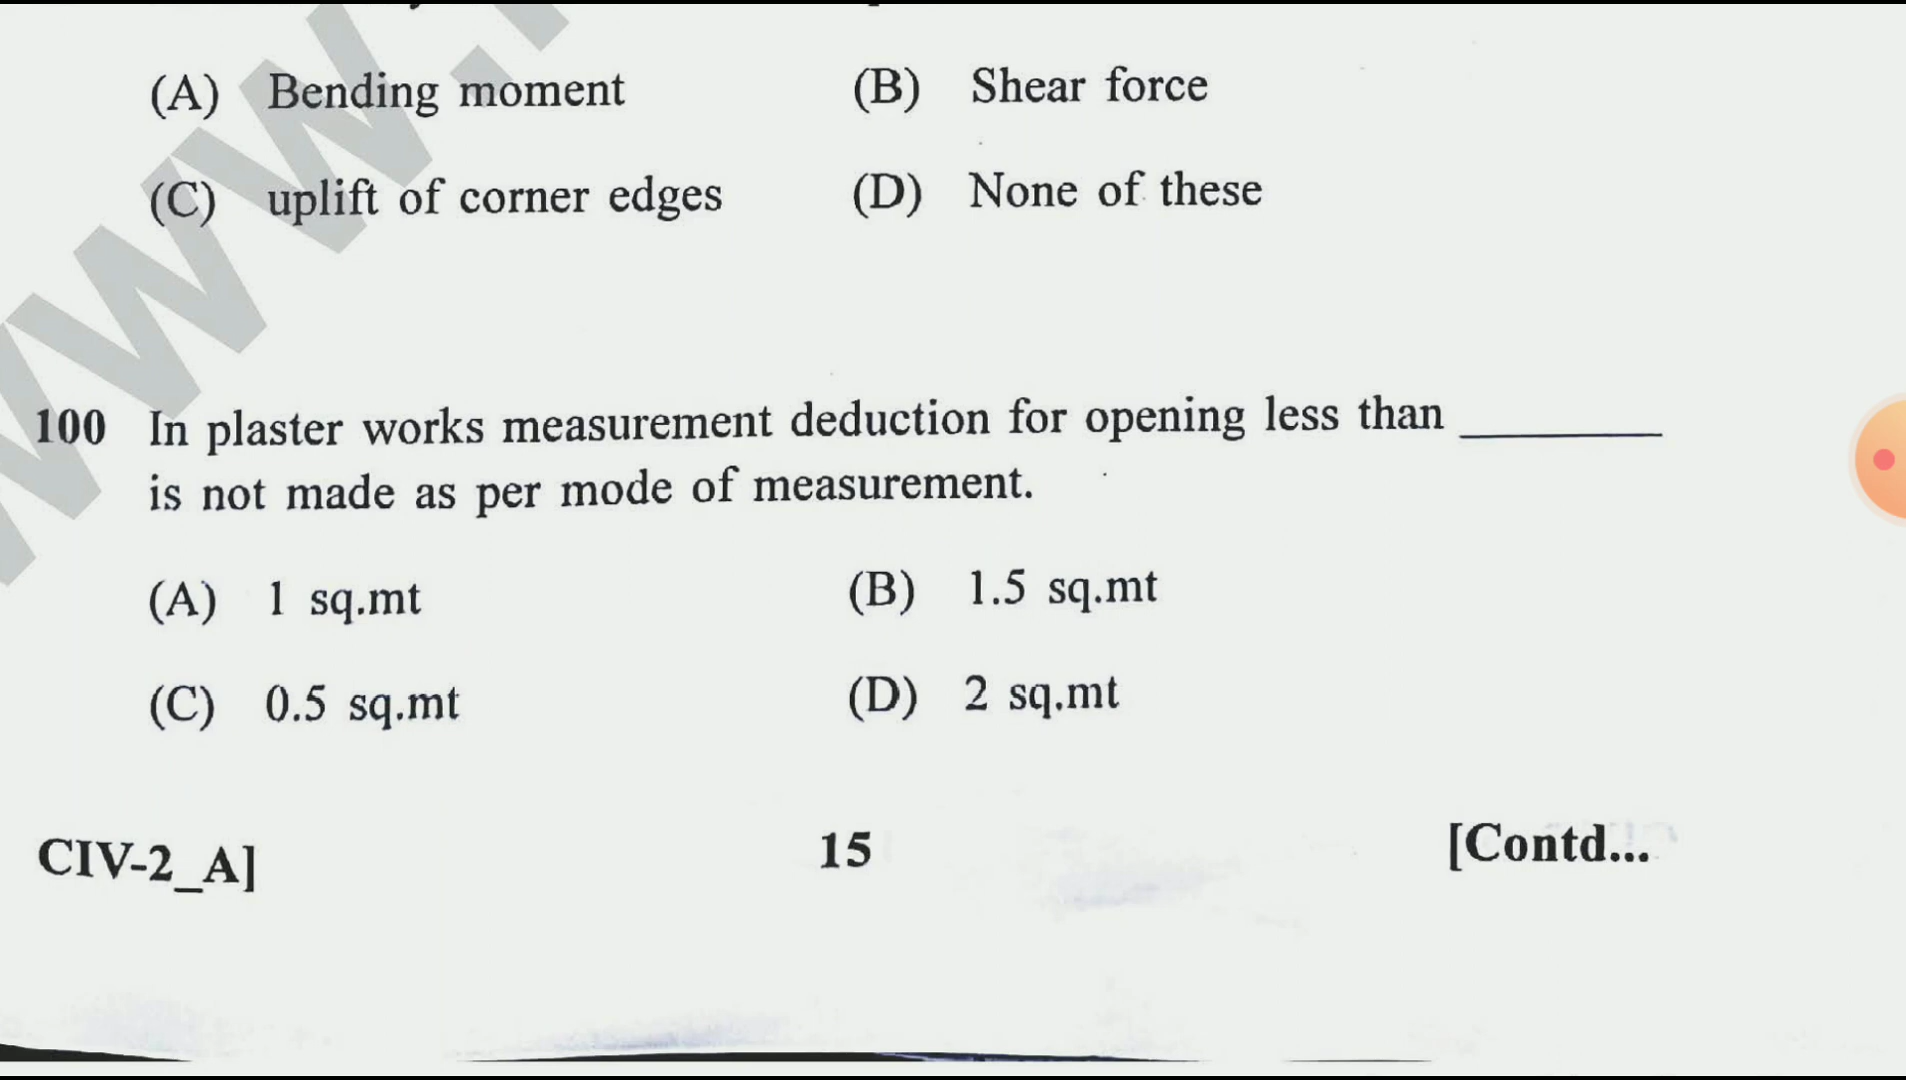 (A) Bending moment (B) Shear force
(C) uplift of corner edges (D) None of these
100 In plaster works measurement deduction for opening less than ________
is not made as per mode of measurement.
(A) 1 sq.mt (B) 1.5 sq.mt
(C) 0.5 sq.mt (D) 2 sq.mt
CIV-2_A] 15 [Contd...